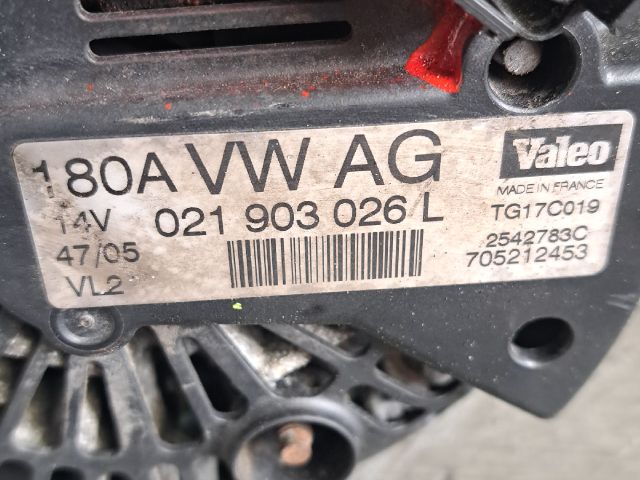 180A VW AG
14V 021 903 026 L
47/05
VL2
Valeo
MADE IN FRANCE
TG17C019
2542783C
705212453